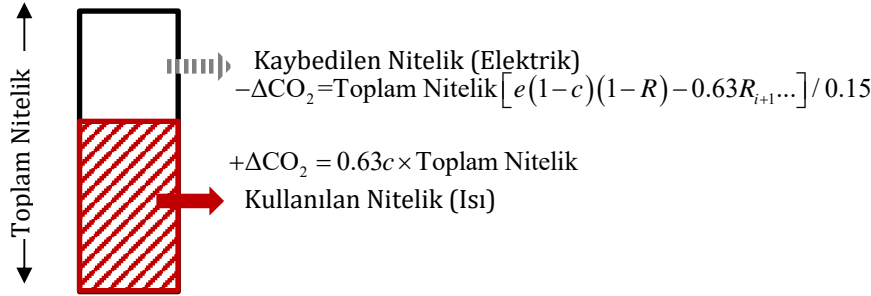 Toplam Nitelik
Kaybedilen Nitelik (Elektrik)
−ΔCO₂=Toplam Nitelik[e(1−c)(1−R)−0.63Rᵢ₊₁...]/0.15
+ΔCO₂ = 0.63c×Toplam Nitelik
Kullanılan Nitelik (Isı)